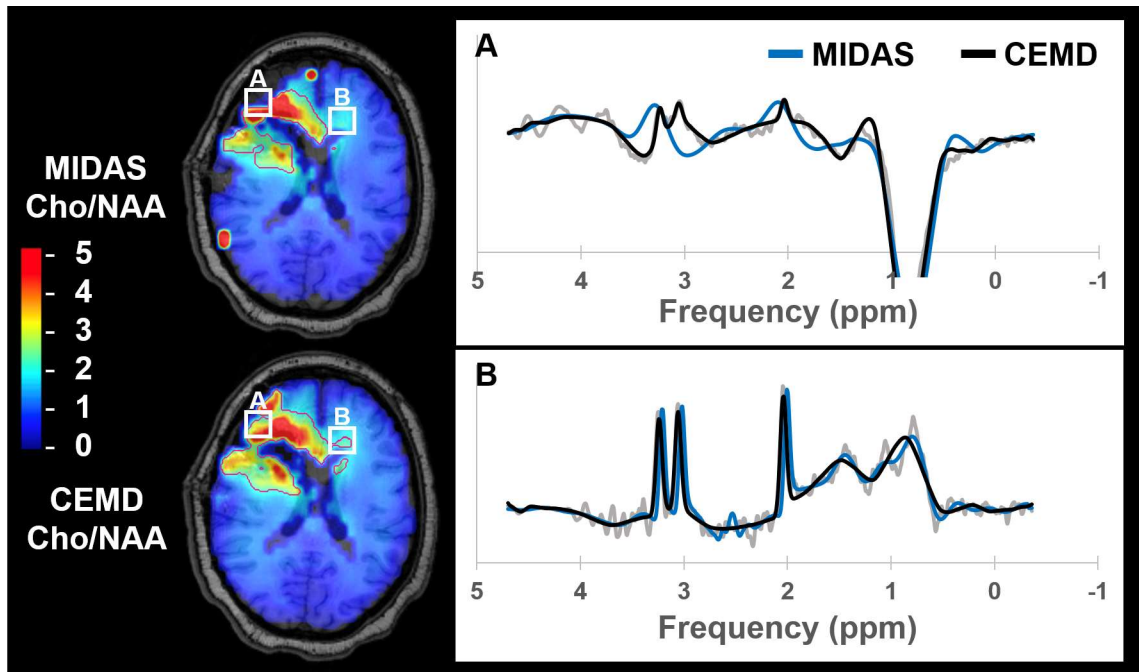 A
B
MIDAS
Cho/NAA
- 5
- 4
- 3
- 2
- 1
- 0
A
B
CEMD
Cho/NAA
A
MIDAS
CEMD
5 4 3 2 1 0 -1
Frequency (ppm)
B
5 4 3 2 1 0 -1
Frequency (ppm)